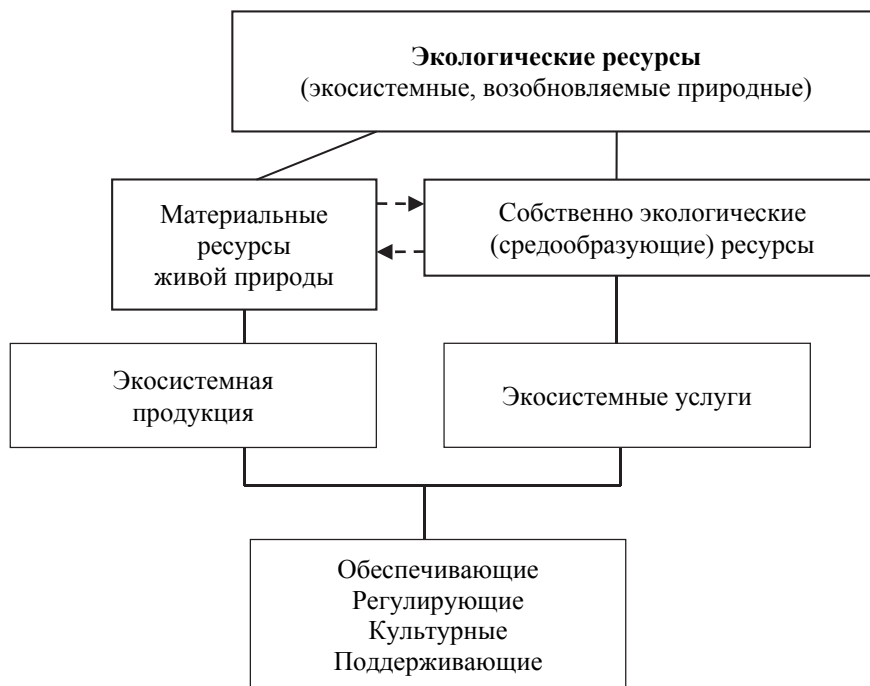 Экологические ресурсы
(экосистемные, возобновляемые природные)
Материальные
ресурсы
живой природы
Собственно экологические
(средообразующие) ресурсы
Экосистемная
продукция
Экосистемные услуги
Обеспечивающие
Регулирующие
Культурные
Поддерживающие